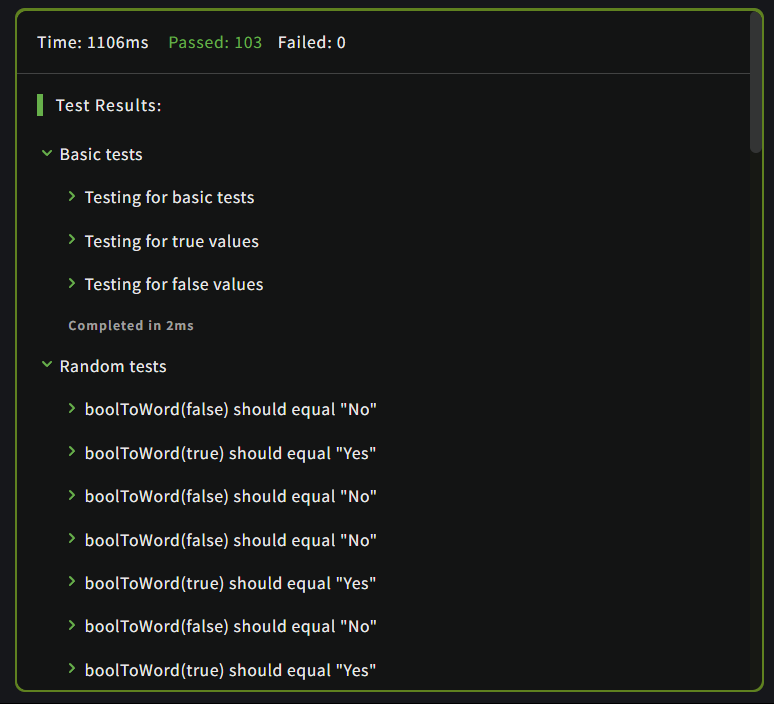 Time: 1106ms Passed: 103 Failed: 0
Test Results:
Basic tests
Testing for basic tests
Testing for true values
Testing for false values
Completed in 2ms
Random tests
boolToWord(false) should equal "No"
boolToWord(true) should equal "Yes"
boolToWord(false) should equal "No"
boolToWord(false) should equal "No"
boolToWord(true) should equal "Yes"
boolToWord(false) should equal "No"
boolToWord(true) should equal "Yes"